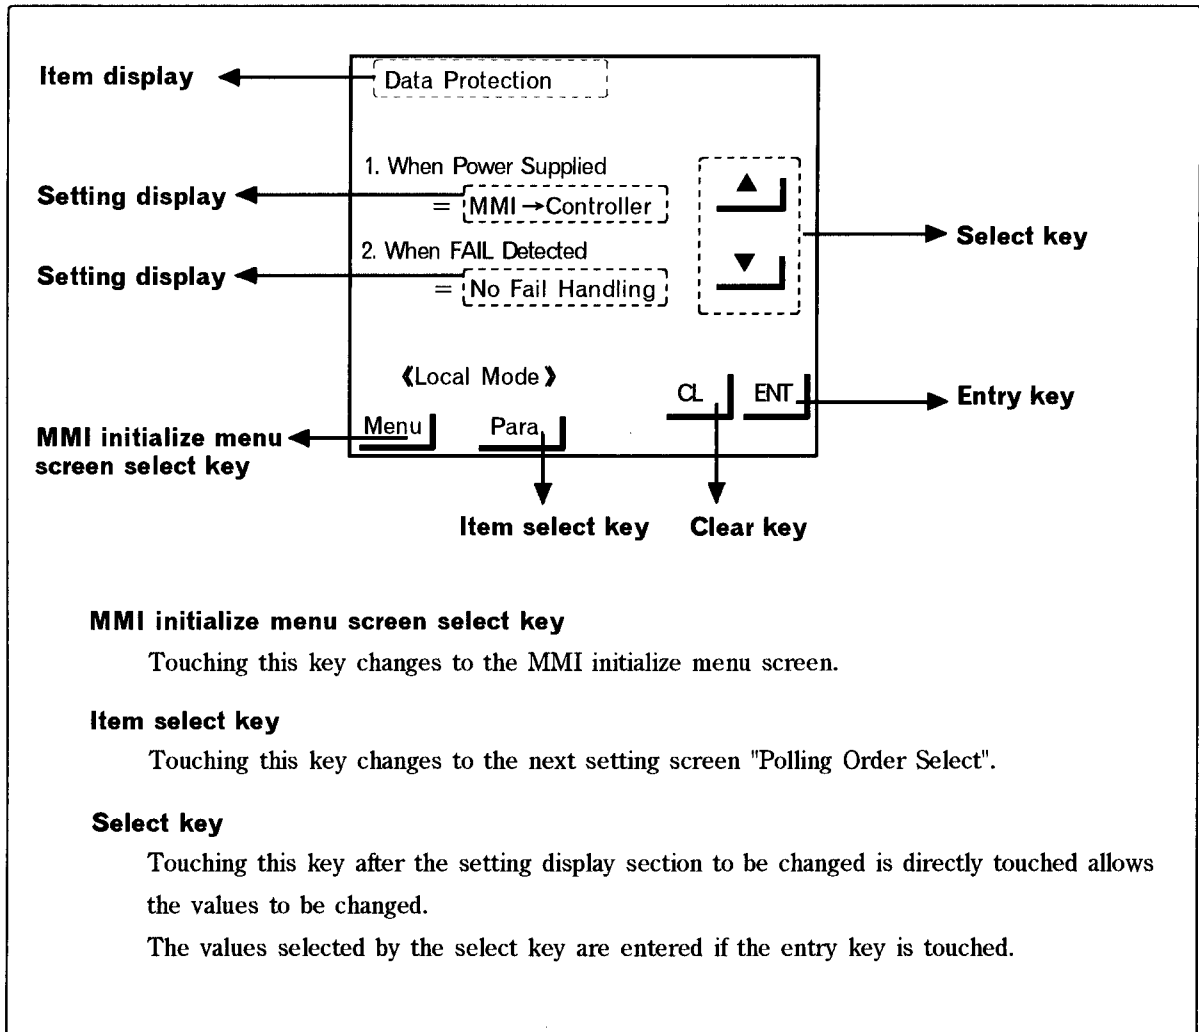 Item display
Data Protection
1. When Power Supplied
Setting display
= MMI→Controller
Select key
2. When FAIL Detected
Setting display
= No Fail Handling
《Local Mode》
CL
ENT
Entry key
Menu
Para
MMI initialize menu
screen select key
Item select key
Clear key
MMI initialize menu screen select key
Touching this key changes to the MMI initialize menu screen.
Item select key
Touching this key changes to the next setting screen "Polling Order Select".
Select key
Touching this key after the setting display section to be changed is directly touched allows
the values to be changed.
The values selected by the select key are entered if the entry key is touched.